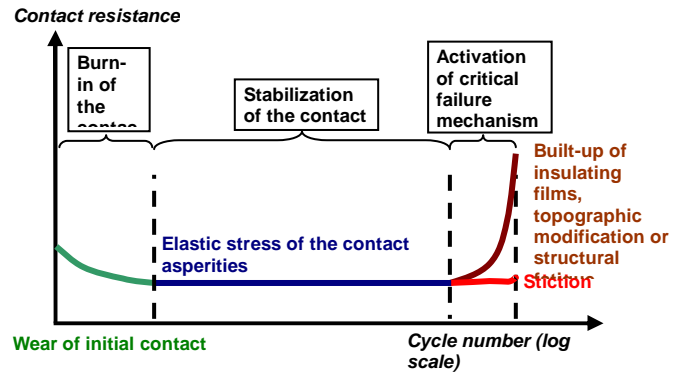 Contact resistance
Burn-
in of
the
Stabilization
of the contact
Activation
of critical
failure
mechanism
Built-up of
insulating
films,
topographic
modification or
structural
Elastic stress of the contact
asperities
Stiction
Wear of initial contact
Cycle number (log
scale)